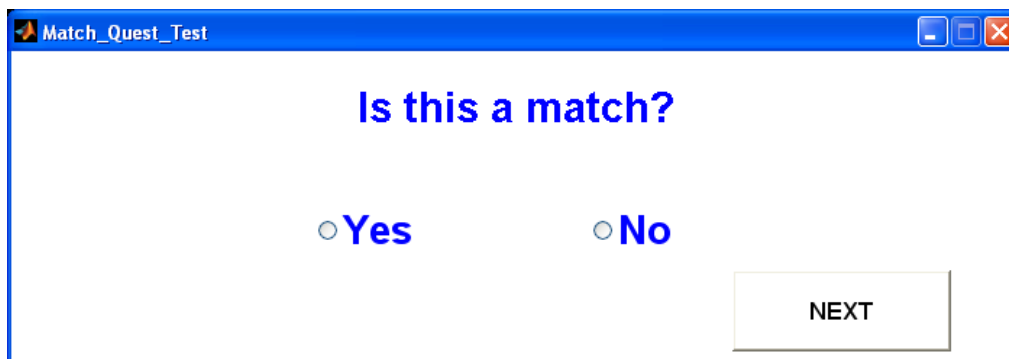 Match_Quest_Test
Is this a match?
Yes No
NEXT